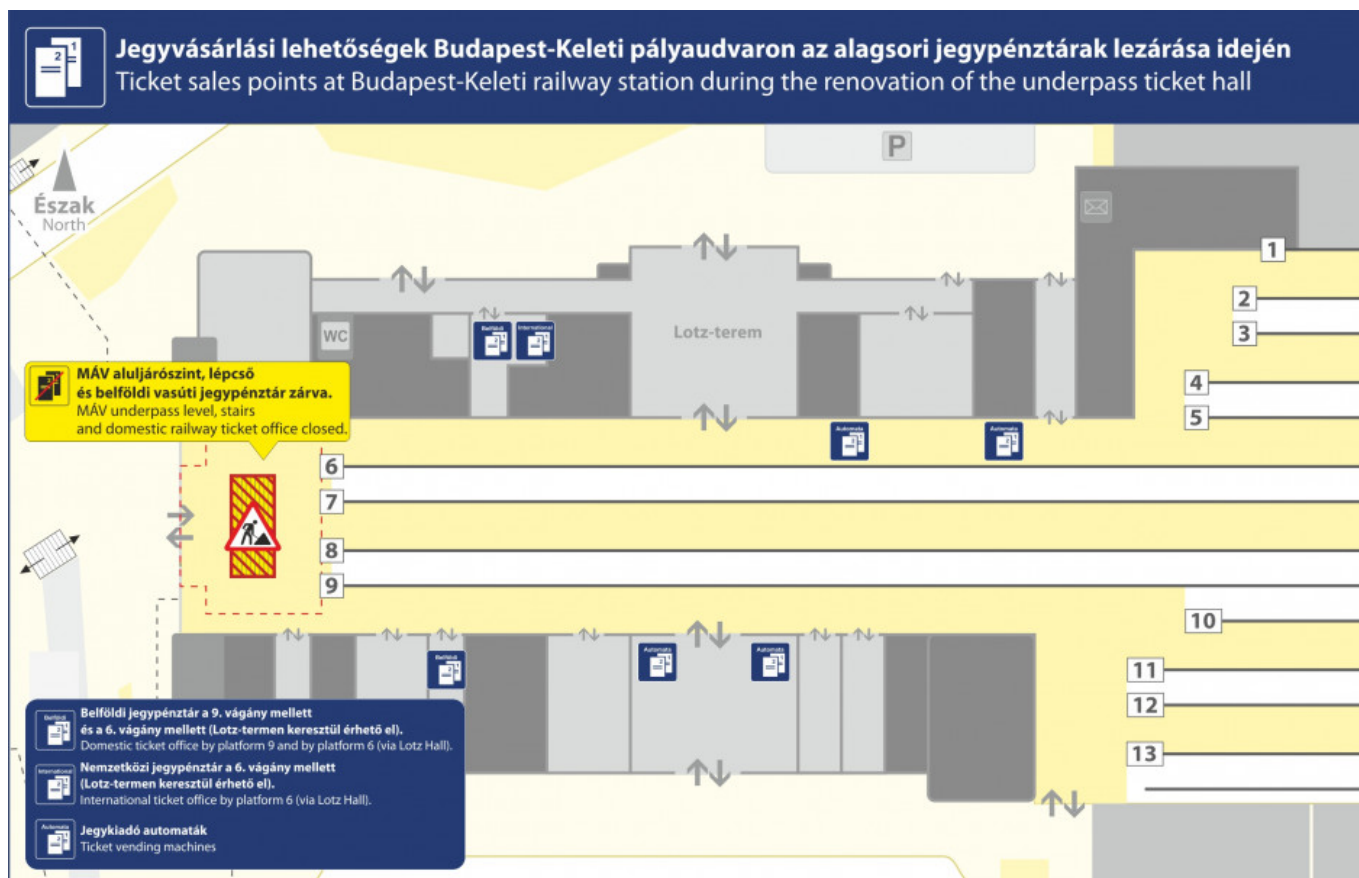 Jegyvásárlási lehetőségek Budapest-Keleti pályaudvaron az alagsori jegypénztárak lezárása idején
Ticket sales points at Budapest-Keleti railway station during the renovation of the underpass ticket hall
P
Észak
North
1
2
3
4
5
WC
Belföldi
International
Lotz-terem
MÁV aluljárószint, lépcső
és belföldi vasúti jegypénztár zárva.
MÁV underpass level, stairs
and domestic railway ticket office closed.
Automata
Automata
6
7
8
9
10
11
12
13
Belföldi
Automata
Automata
Belföldi
Belföldi jegypénztár a 9. vágány mellett
és a 6. vágány mellett (Lotz-termen keresztül érhető el).
Domestic ticket office by platform 9 and by platform 6 (via Lotz Hall).
International
Nemzetközi jegypénztár a 6. vágány mellett
(Lotz-termen keresztül érhető el).
International ticket office by platform 6 (via Lotz Hall).
Automata
Jegykiadó automaták
Ticket vending machines